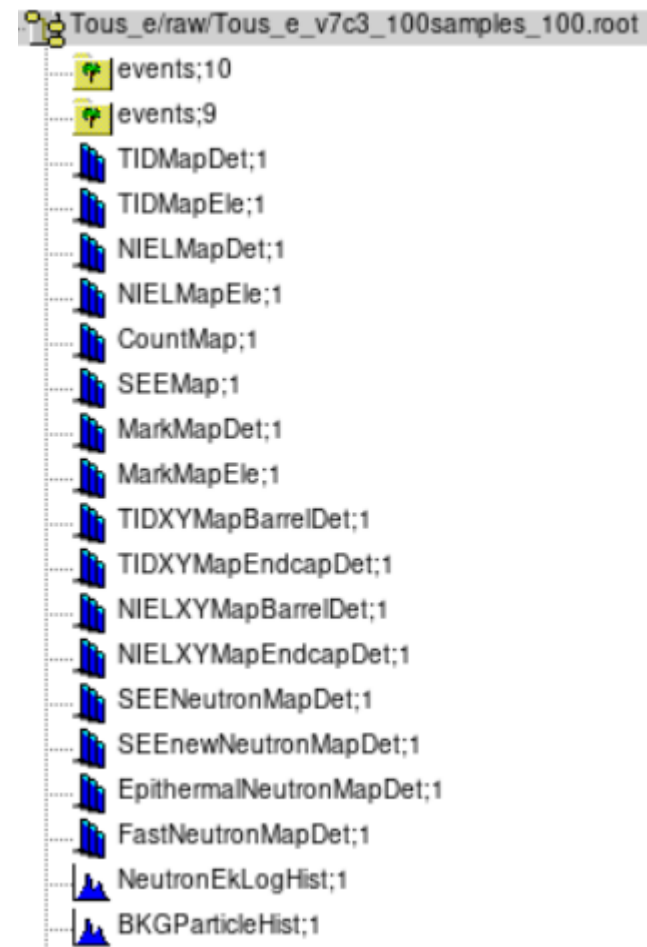 Tous_e/raw/Tous_e_v7c3_100samples_100.root
events;10
events;9
TIDMapDet;1
TIDMapEle;1
NIELMapDet;1
NIELMapEle;1
CountMap;1
SEEMap;1
MarkMapDet;1
MarkMapEle;1
TIDXYMapBarrelDet;1
TIDXYMapEndcapDet;1
NIELXYMapBarrelDet;1
NIELXYMapEndcapDet;1
SEENeutronMapDet;1
SEEnewNeutronMapDet;1
EpithermalNeutronMapDet;1
FastNeutronMapDet;1
NeutronEkLogHist;1
BKGParticleHist;1